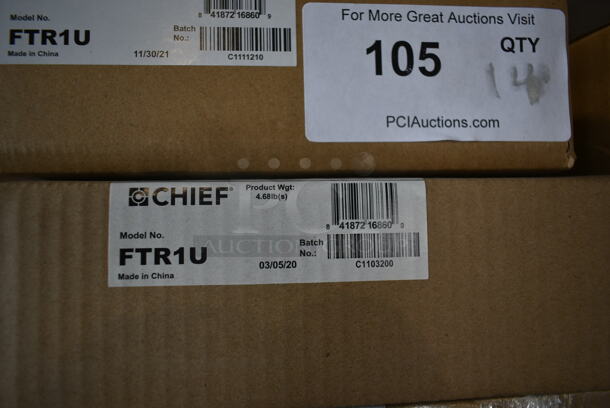 8 41872 16860 9
Model No.
FTR1U
Batch No.:
Made in China
11/30/21
C1111210
For More Great Auctions Visit
105
QTY
14
PCIAuctions.com
CHIEF
Product Wgt:
4.68lb(s)
8 41872 16860 9
Model No.
FTR1U
Batch No.:
Made in China
03/05/20
C1103200
PCI
AUCTIONS